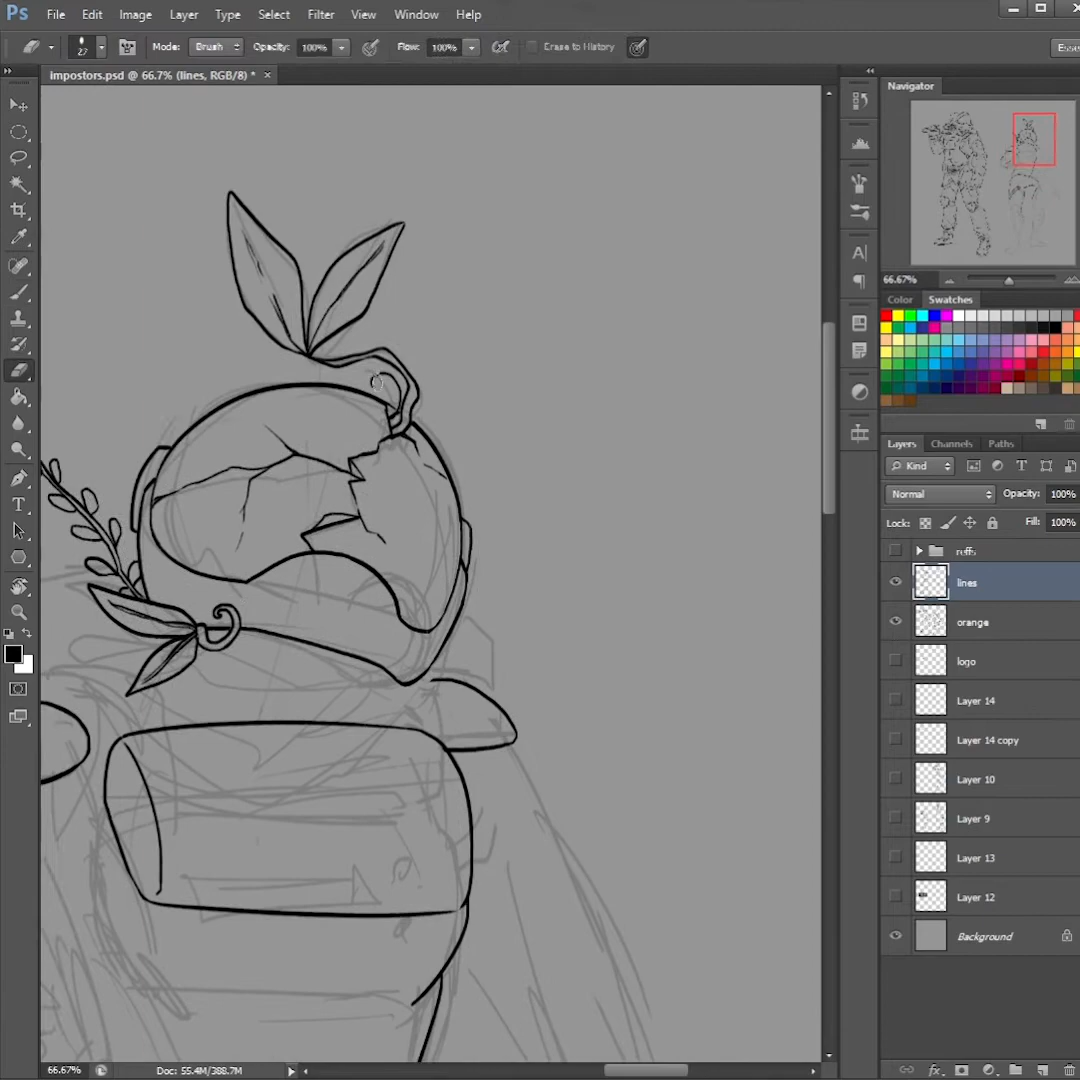 Ps File Edit Image Layer Type Select Filter View Window Help
27 Mode: Brush Opacity: 100% Flow: 100% Erase to History Esse
impostors.psd @ 66.7% (lines, RGB/8) * ×
Navigator
66.67%
Color Swatches
Layers Channels Paths
Kind
Normal Opacity: 100%
Lock: Fill: 100%
reffs
lines
orange
logo
Layer 14
Layer 14 copy
Layer 10
Layer 9
Layer 13
Layer 12
Background
66.67% Doc: 55.4M/388.7M